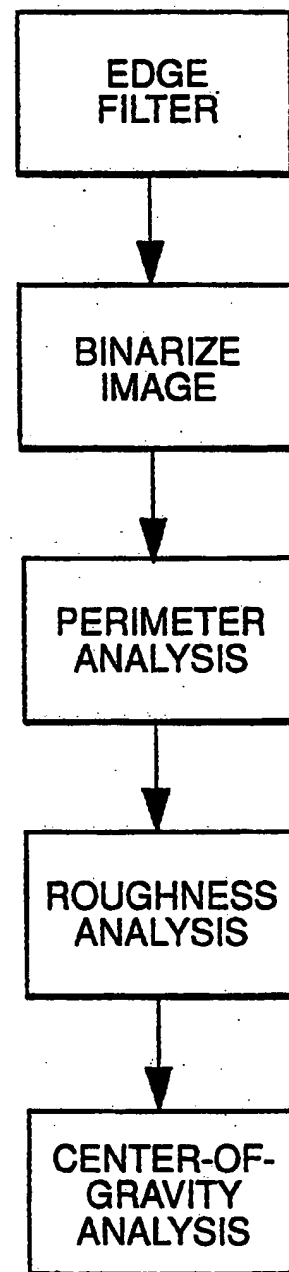 EDGE
FILTER
BINARIZE
IMAGE
PERIMETER
ANALYSIS
ROUGHNESS
ANALYSIS
CENTER-OF-
GRAVITY
ANALYSIS